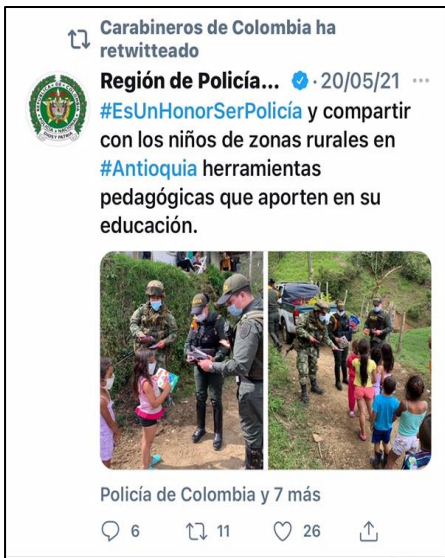 Carabineros de Colombia ha
retwitteado
Región de Policía... · 20/05/21 ...
#EsUnHonorSerPolicía y compartir
con los niños de zonas rurales en
#Antioquia herramientas
pedagógicas que aporten en su
educación.
Policía de Colombia y 7 más
6 11 26